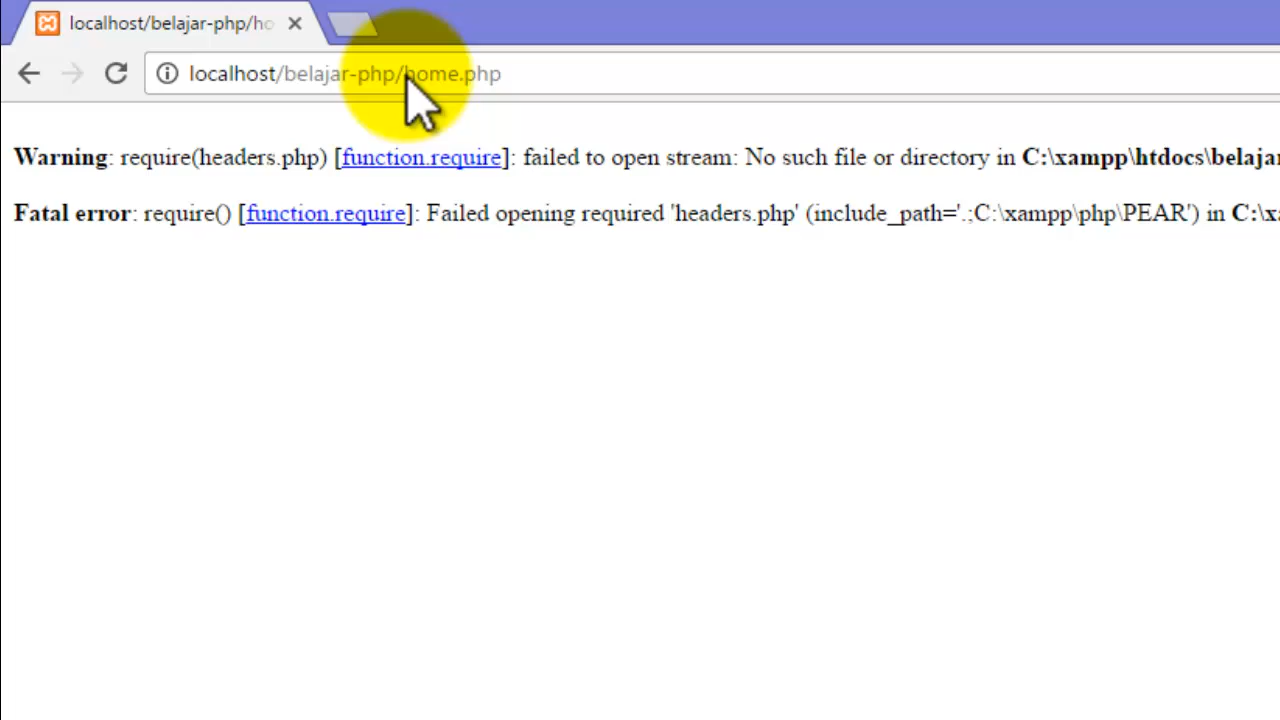 localhost/belajar-php/ho
localhost/belajar-php/home.php
Warning: require(headers.php) [function.require]: failed to open stream: No such file or directory in C:\xampp\htdocs\belajar
Fatal error: require() [function.require]: Failed opening required 'headers.php' (include_path='.;C:\xampp\php\PEAR') in C:\xa